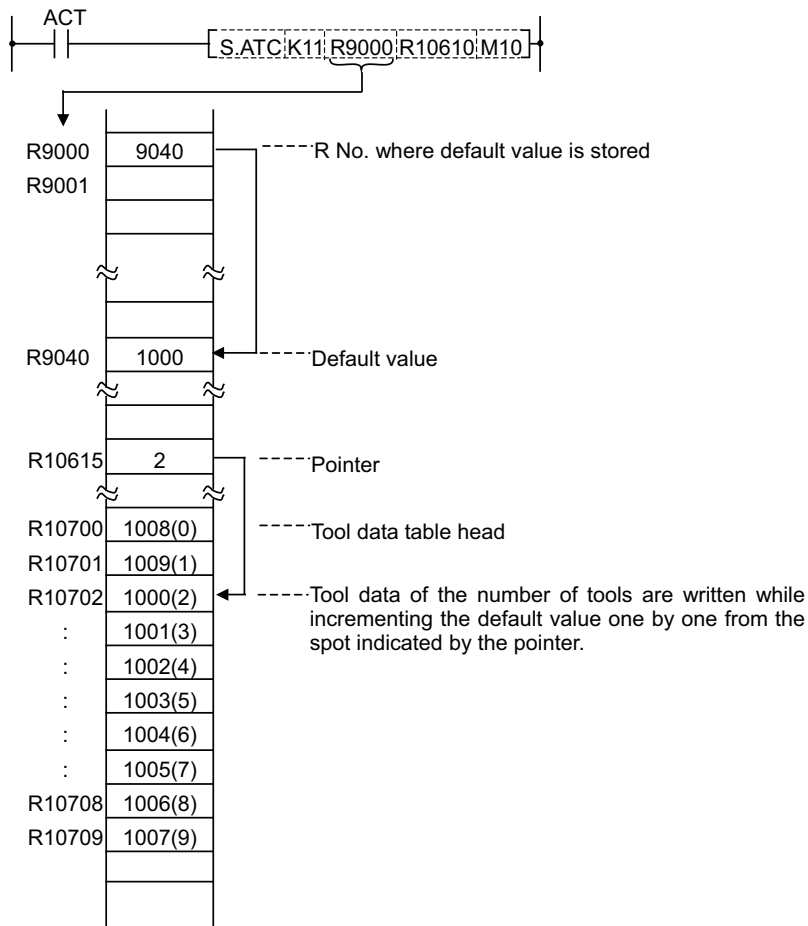 ACT
S.ATC K11 R9000 R10610 M10
R9000 9040 R No. where default value is stored
R9001
R9040 1000 Default value
R10615 2 Pointer
R10700 1008(0) Tool data table head
R10701 1009(1)
R10702 1000(2) Tool data of the number of tools are written while
: 1001(3) incrementing the default value one by one from the
spot indicated by the pointer.
: 1002(4)
: 1003(5)
: 1004(6)
: 1005(7)
R10708 1006(8)
R10709 1007(9)